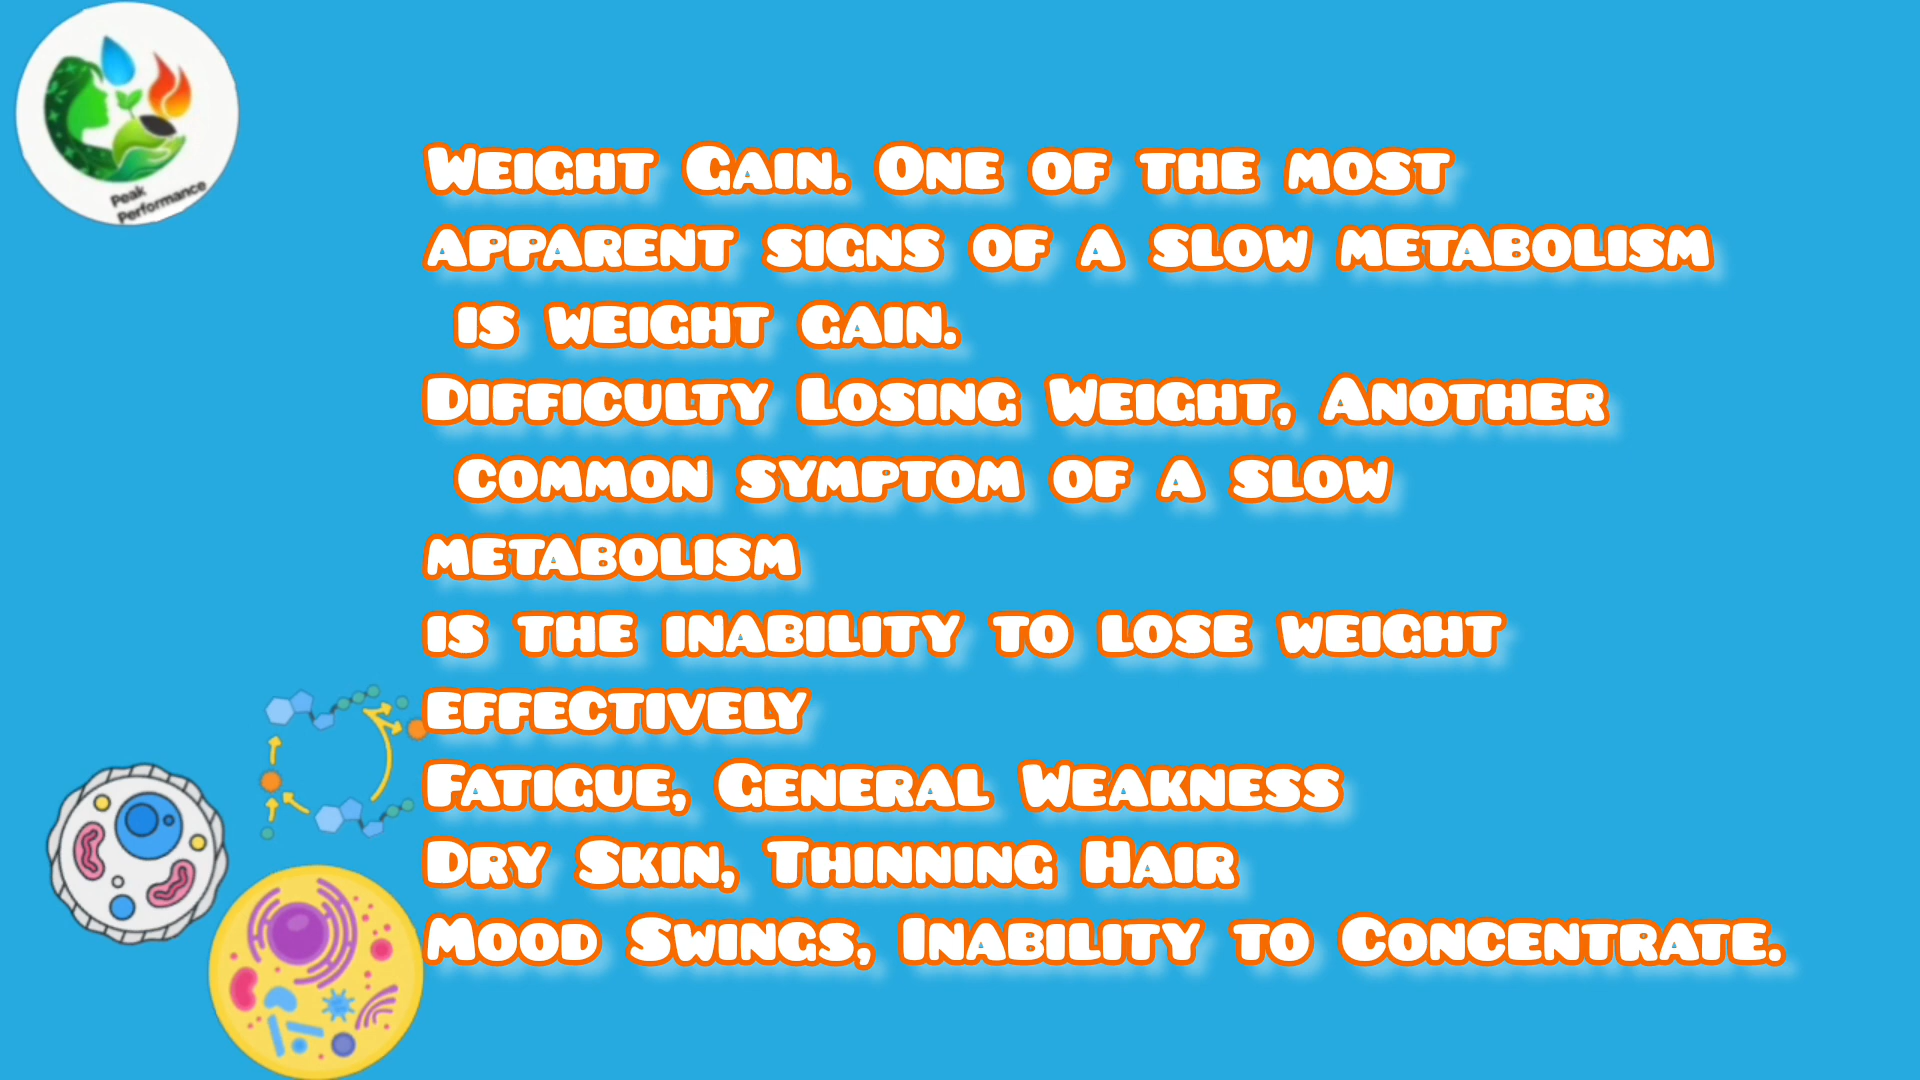 Peak
Performance
Weight Gain. One of the most
apparent signs of a slow metabolism
is weight gain.
Difficulty Losing Weight, Another
common symptom of a slow
metabolism
is the inability to lose weight
effectively
Fatigue, General Weakness
Dry Skin, Thinning Hair
Mood Swings, Inability to Concentrate.